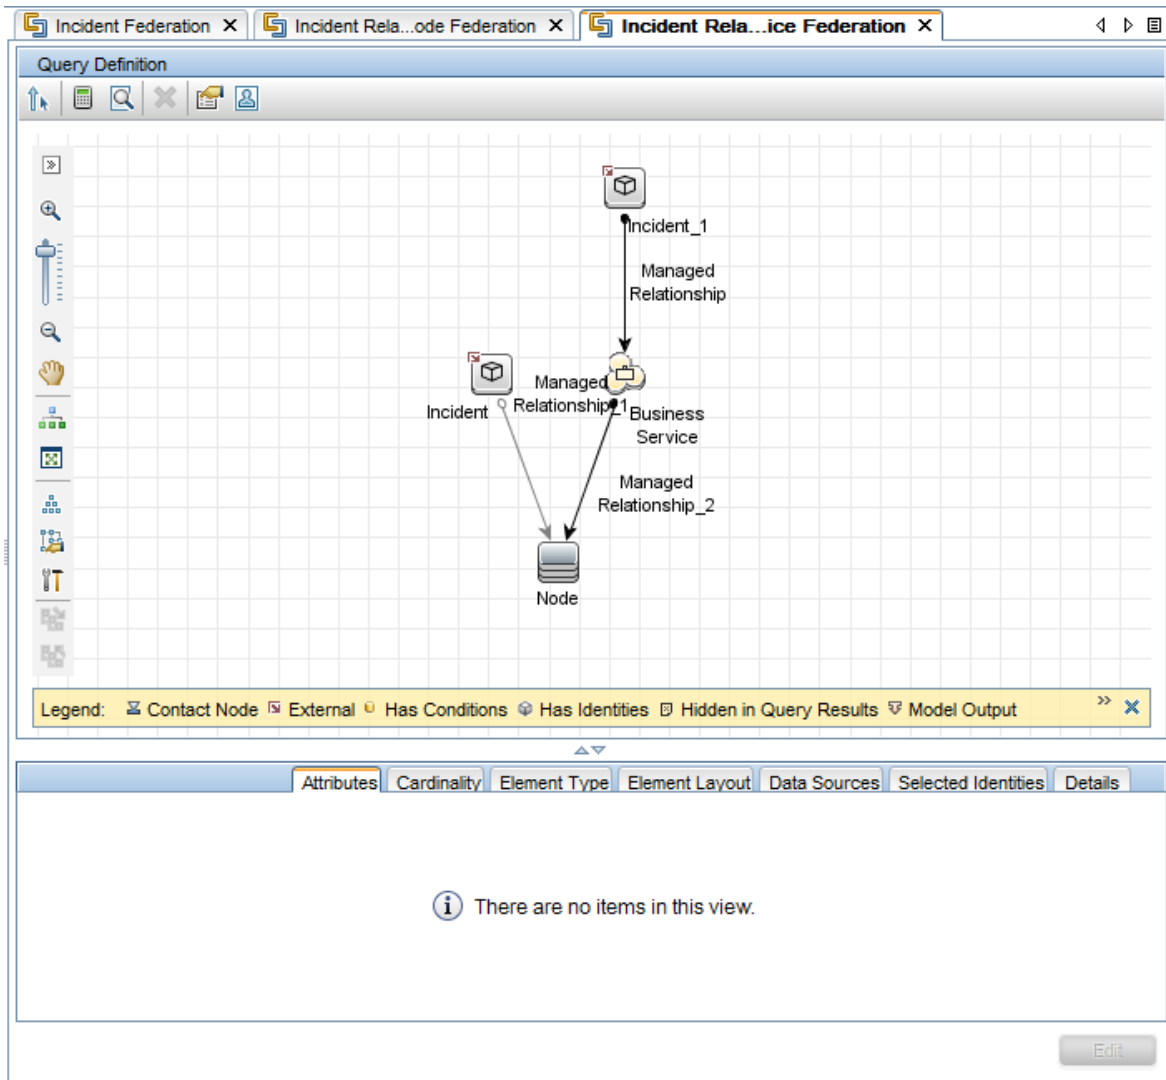 Incident Federation
Incident Rela...ode Federation
Incident Rela...ice Federation
Query Definition
Incident_1
Managed
Relationship
Incident
Managed
Relationship_1
Business
Service
Managed
Relationship_2
Node
Legend: Contact Node External Has Conditions Has Identities Hidden in Query Results Model Output
Attributes Cardinality Element Type Element Layout Data Sources Selected Identities Details
There are no items in this view.
Edit